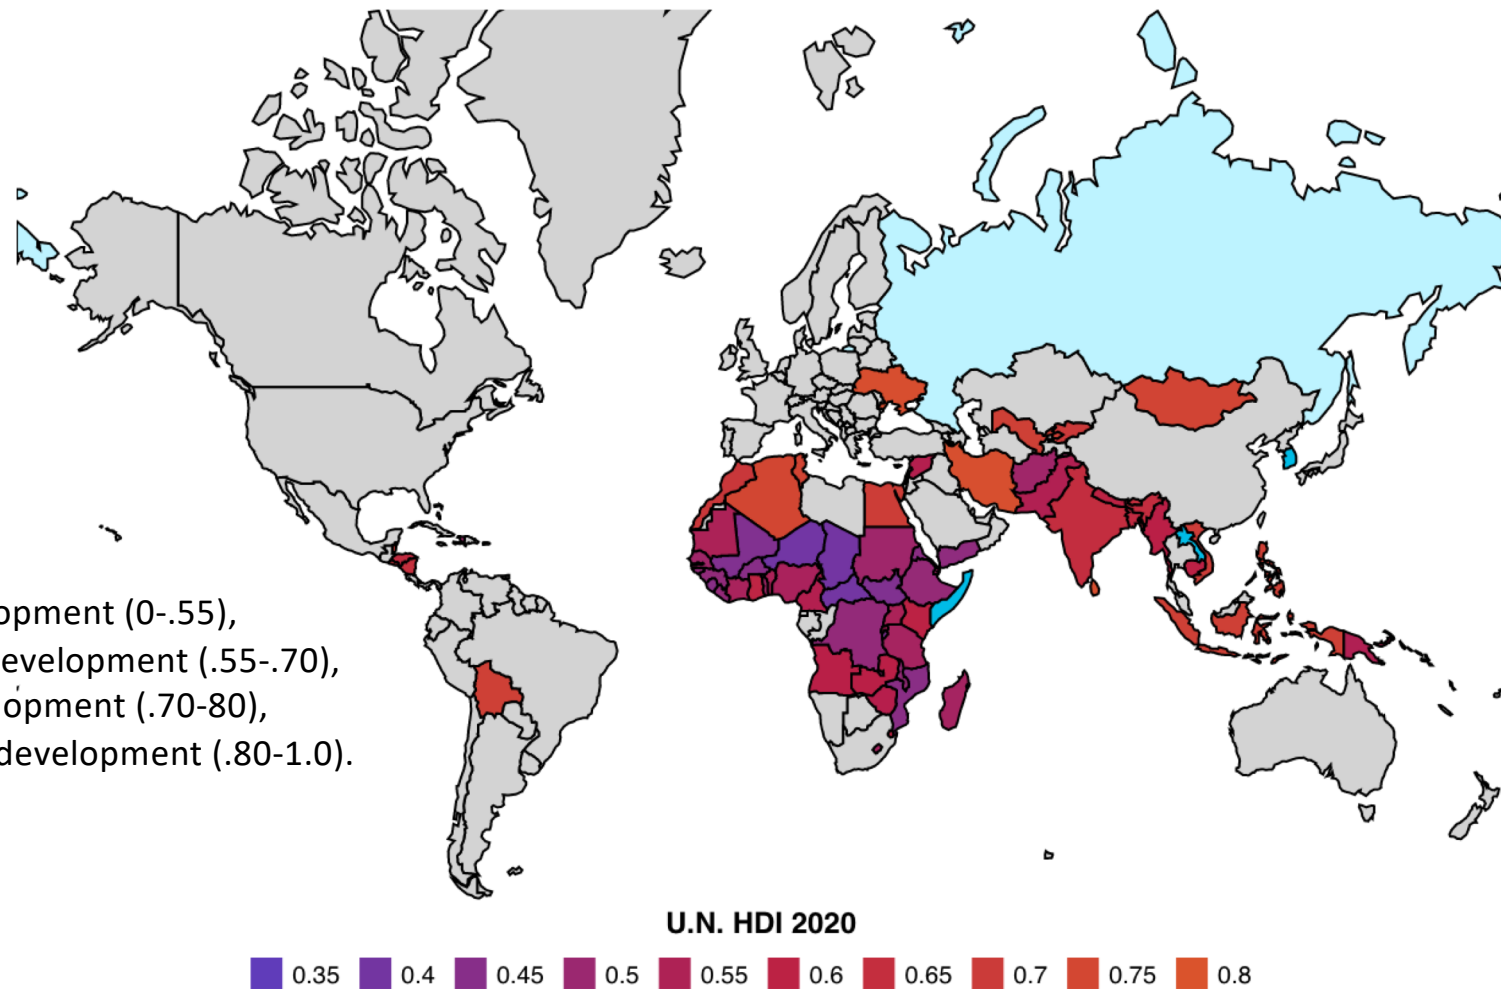 opment (0-.55),
evelopment (.55-.70),
opment (.70-80),
development (.80-1.0).
U.N. HDI 2020
0.35 0.4 0.45 0.5 0.55 0.6 0.65 0.7 0.75 0.8